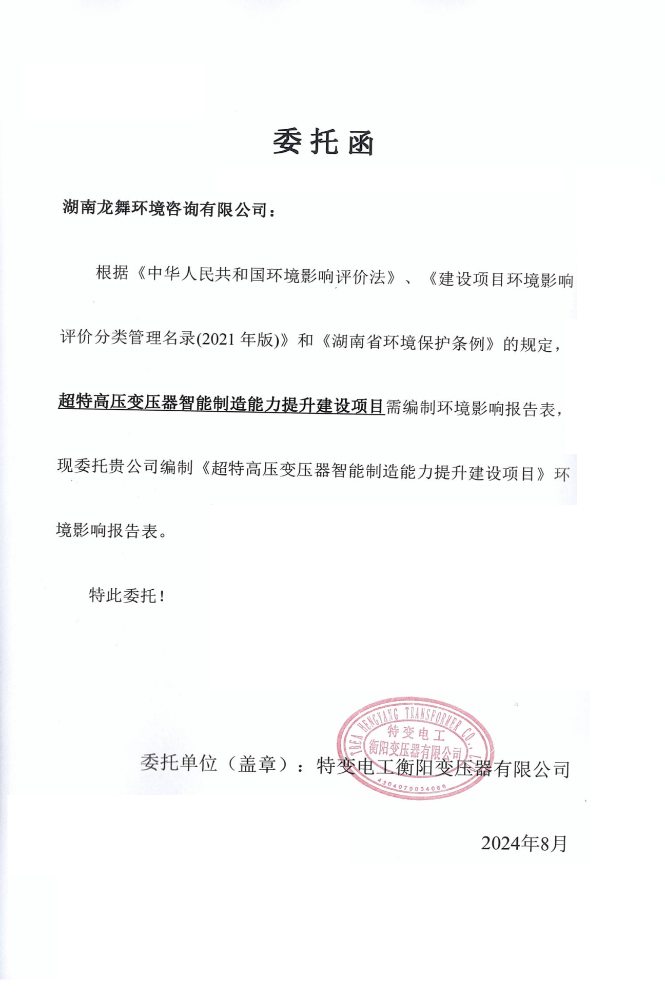 委托函
湖南龙舞环境咨询有限公司：
根据《中华人民共和国环境影响评价法》、《建设项目环境影响
评价分类管理名录(2021年版)》和《湖南省环境保护条例》的规定，
超特高压变压器智能制造能力提升建设项目需编制环境影响报告表，
现委托贵公司编制《超特高压变压器智能制造能力提升建设项目》环
境影响报告表。
特此委托！
TBEA HENGYANG TRANSFORMER CO., LTD
特变电工
衡阳变压器有限公司
委托单位（盖章）：特变电工衡阳变压器有限公司
4304070034068
2024年8月